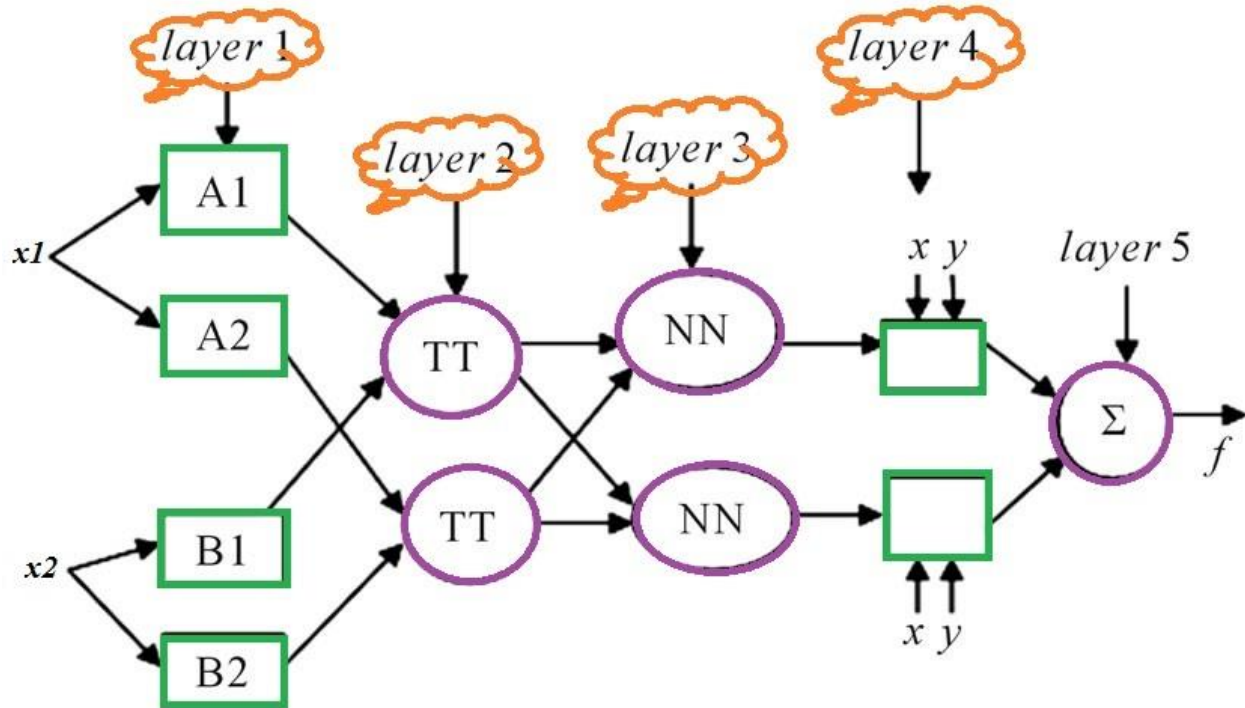 layer 1
layer 4
layer 2
layer 3
A1
x y
layer 5
x1
A2
TT
NN
Σ
f
B1
TT
NN
x2
B2
x y